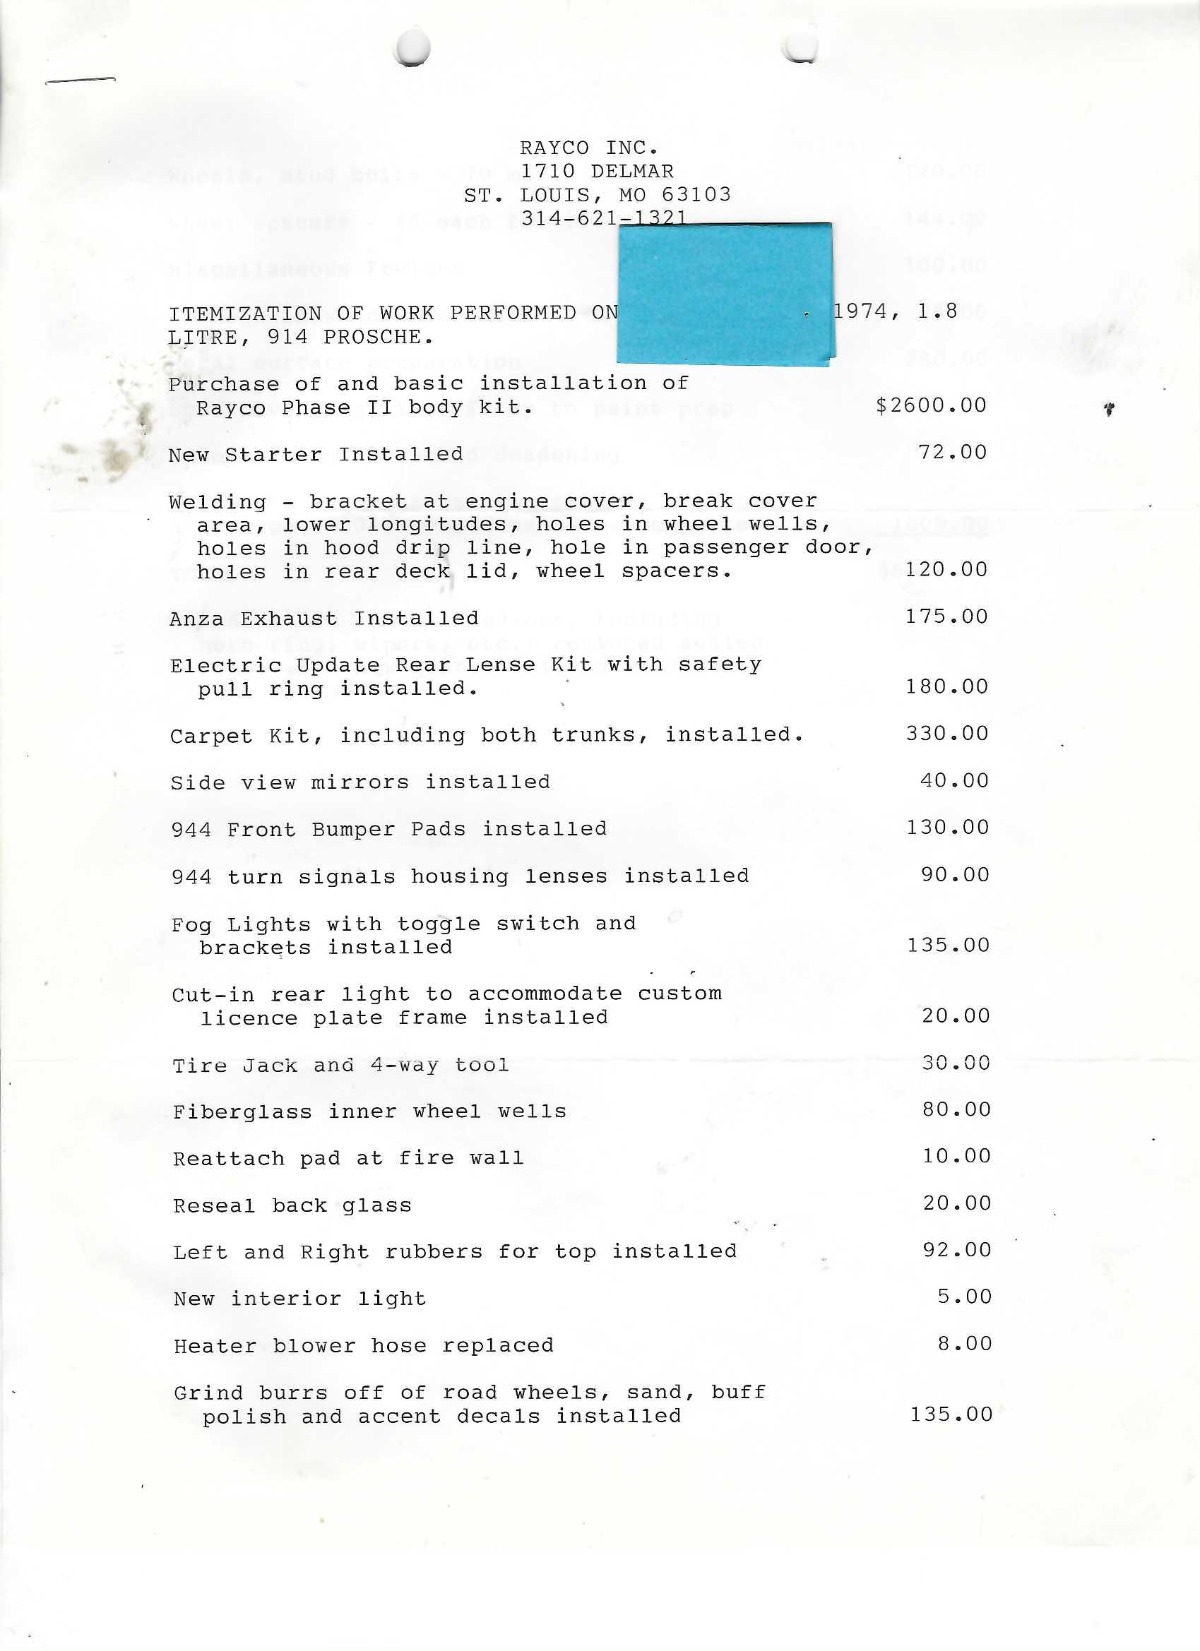 RAYCO INC.
1710 DELMAR
ST. LOUIS, MO 63103
314-621-1321
ITEMIZATION OF WORK PERFORMED ON 1974, 1.8
LITRE, 914 PROSCHE.
Purchase of and basic installation of
Rayco Phase II body kit. $2600.00
New Starter Installed 72.00
Welding - bracket at engine cover, break cover
area, lower longitudes, holes in wheel wells,
holes in hood drip line, hole in passenger door,
holes in rear deck lid, wheel spacers. 120.00
Anza Exhaust Installed 175.00
Electric Update Rear Lense Kit with safety
pull ring installed. 180.00
Carpet Kit, including both trunks, installed. 330.00
Side view mirrors installed 40.00
944 Front Bumper Pads installed 130.00
944 turn signals housing lenses installed 90.00
Fog Lights with toggle switch and
brackets installed 135.00
Cut-in rear light to accommodate custom
licence plate frame installed 20.00
Tire Jack and 4-way tool 30.00
Fiberglass inner wheel wells 80.00
Reattach pad at fire wall 10.00
Reseal back glass 20.00
Left and Right rubbers for top installed 92.00
New interior light 5.00
Heater blower hose replaced 8.00
Grind burrs off of road wheels, sand, buff
polish and accent decals installed 135.00